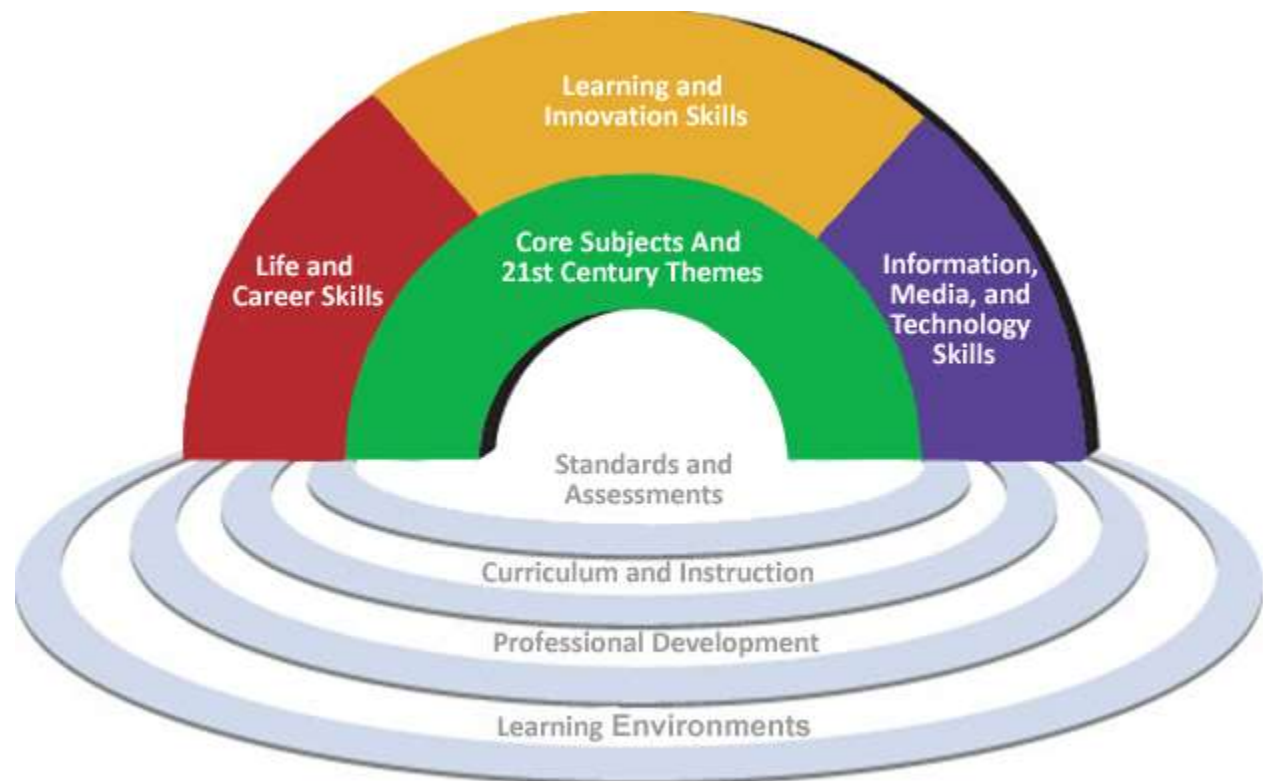 Learning and
Innovation Skills
Core Subjects And
21st Century Themes
Life and
Career Skills
Information,
Media, and
Technology
Skills
Standards and
Assessments
Curriculum and Instruction
Professional Development
Learning Environments